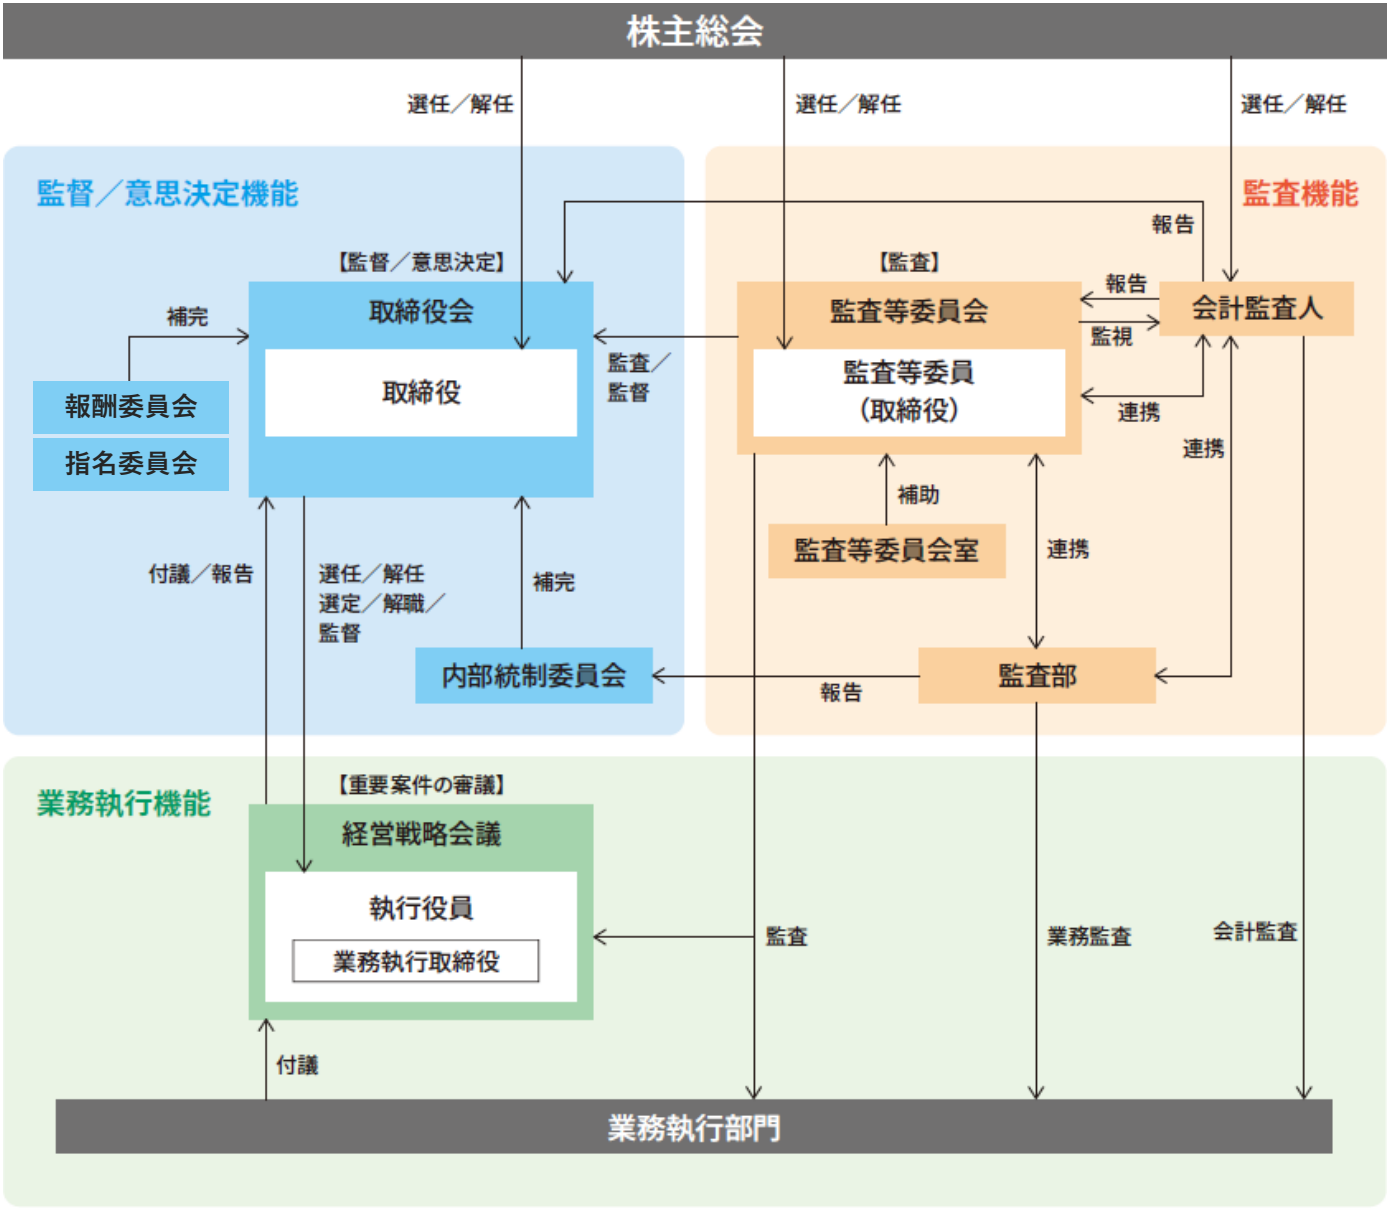 株主総会
選任／解任
選任／解任
選任／解任
監督／意思決定機能
監査機能
報告
【監督／意思決定】
【監査】
報告
取締役会
監査等委員会
会計監査人
補完
監視
監査／
監督
取締役
監査等委員
（取締役）
報酬委員会
連携
連携
指名委員会
補助
監査等委員会室
連携
付議／報告
選任／解任
選定／解職／
監督
補完
内部統制委員会
監査部
報告
【重要案件の審議】
業務執行機能
経営戦略会議
執行役員
業務執行取締役
監査
業務監査
会計監査
付議
業務執行部門